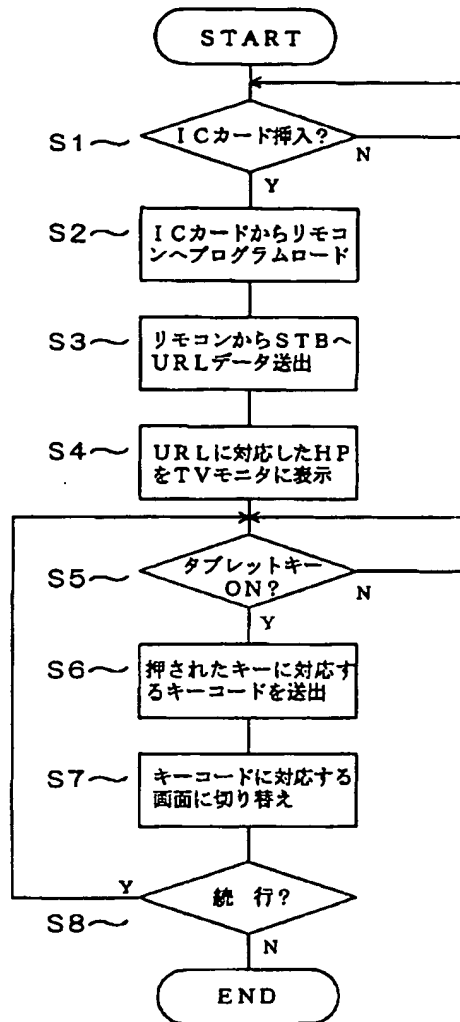 START
S1〜
ICカード挿入?
N
Y
S2〜
ICカードからリモコ
ンへプログラムロード
S3〜
リモコンからSTBへ
URLデータ送出
S4〜
URLに対応したHP
をTVモニタに表示
S5〜
タブレットキー
ON?
N
Y
S6〜
押されたキーに対応す
るキーコードを送出
S7〜
キーコードに対応する
画面に切り替え
Y
続 行?
S8〜
N
END